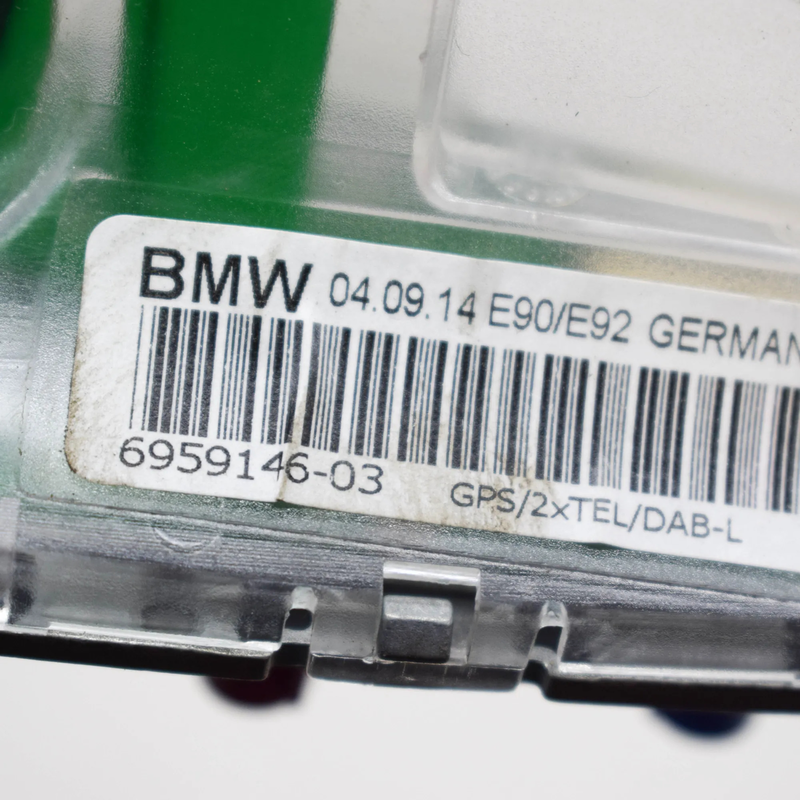 BMW 04.09.14 E90/E92 GERMAN
6959146-03 GPS/2xTEL/DAB-L